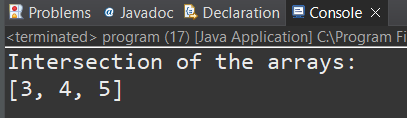 Problems Javadoc Declaration Console
<terminated> program (17) [Java Application] C:\Program Fi
Intersection of the arrays:
[3, 4, 5]